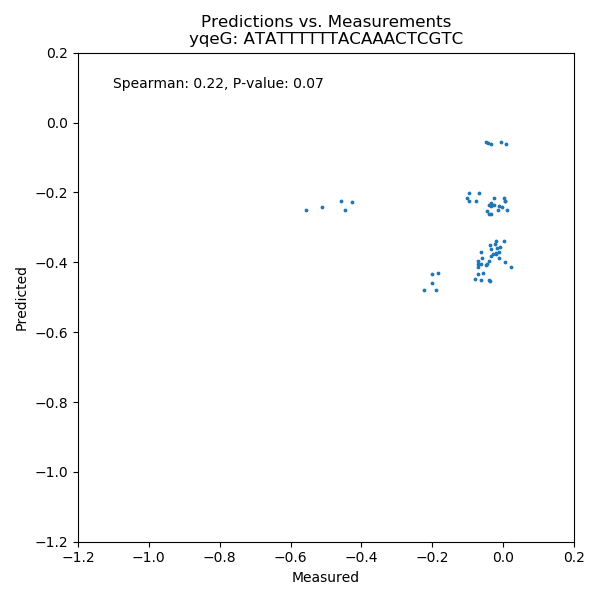 Predictions vs. Measurements
yqeG: ATATTTTTTACAAACTCGTC
Spearman: 0.22, P-value: 0.07
0.2
0.0
−0.2
−0.4
−0.6
−0.8
−1.0
−1.2
Predicted
−1.2 −1.0 −0.8 −0.6 −0.4 −0.2 0.0 0.2
Measured